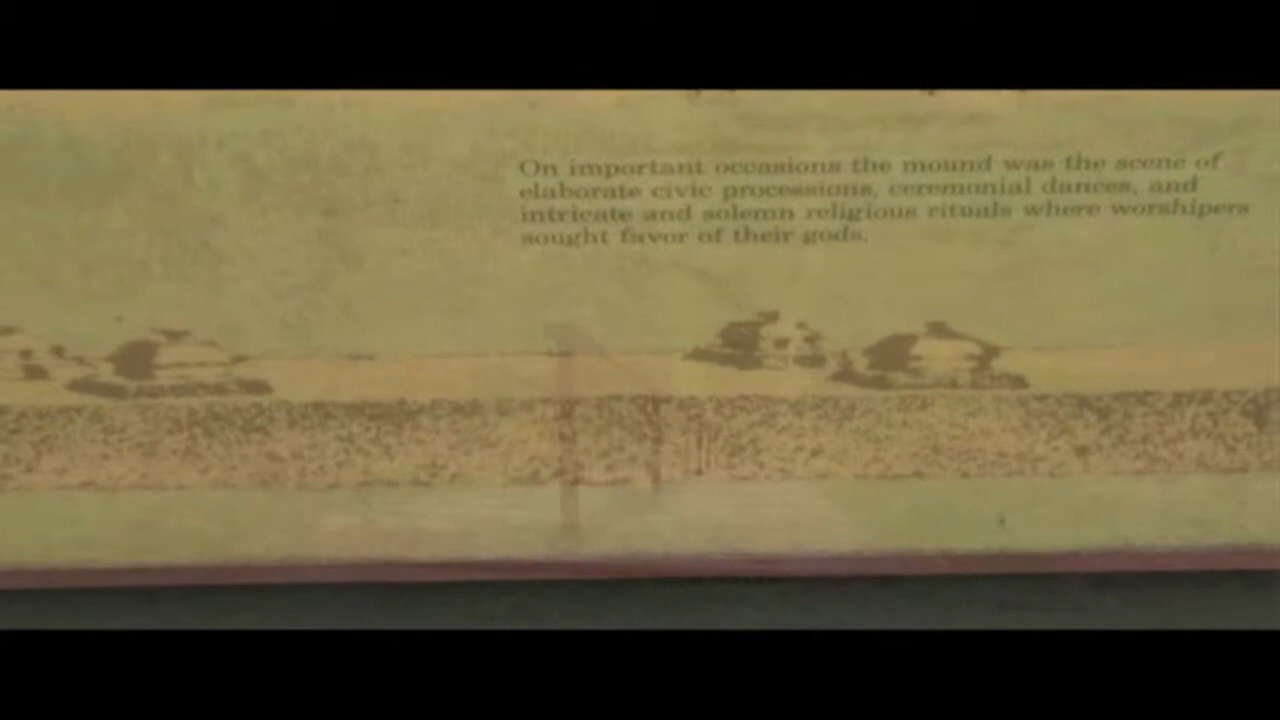 On important occasions the mound was the scene of
elaborate civic processions, ceremonial dances, and
intricate and solemn religious rituals where worshipers
sought favor of their gods.